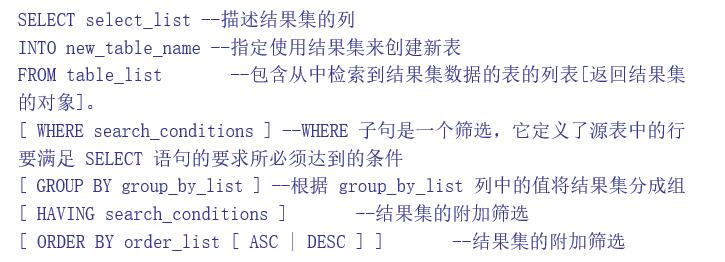 SELECT select_list --描述结果集的列
INTO new_table_name --指定使用结果集来创建新表
FROM table_list --包含从中检索到结果集数据的表的列表[返回结果集
的对象]。
[ WHERE search_conditions ] --WHERE 子句是一个筛选，它定义了源表中的行
要满足 SELECT 语句的要求所必须达到的条件
[ GROUP BY group_by_list ] --根据 group_by_list 列中的值将结果集分成组
[ HAVING search_conditions ] --结果集的附加筛选
[ ORDER BY order_list [ ASC | DESC ] ] --结果集的附加筛选